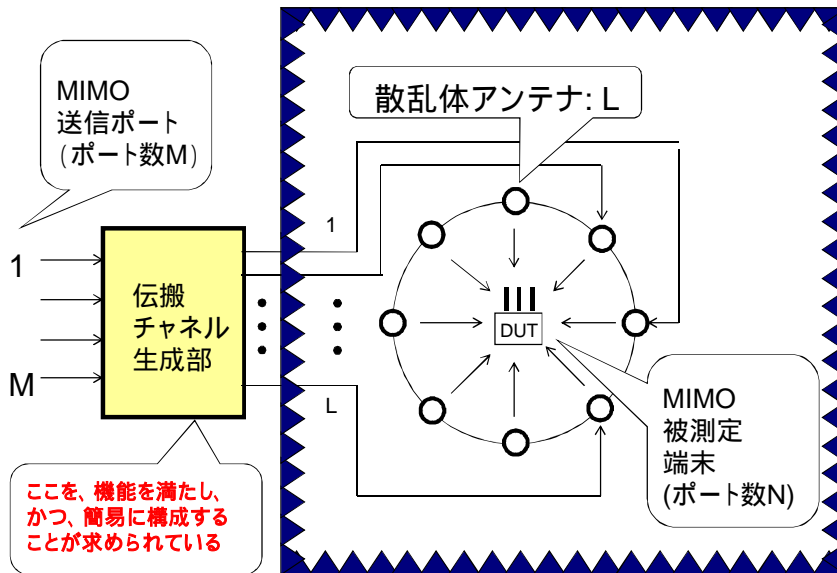 MIMO
送信ポート
(ポート数M)
散乱体アンテナ: L
1
1
伝搬
チャネル
生成部
M
L
DUT
MIMO
被測定
端末
(ポート数N)
ここを、機能を満たし、
かつ、簡易に構成する
ことが求められている